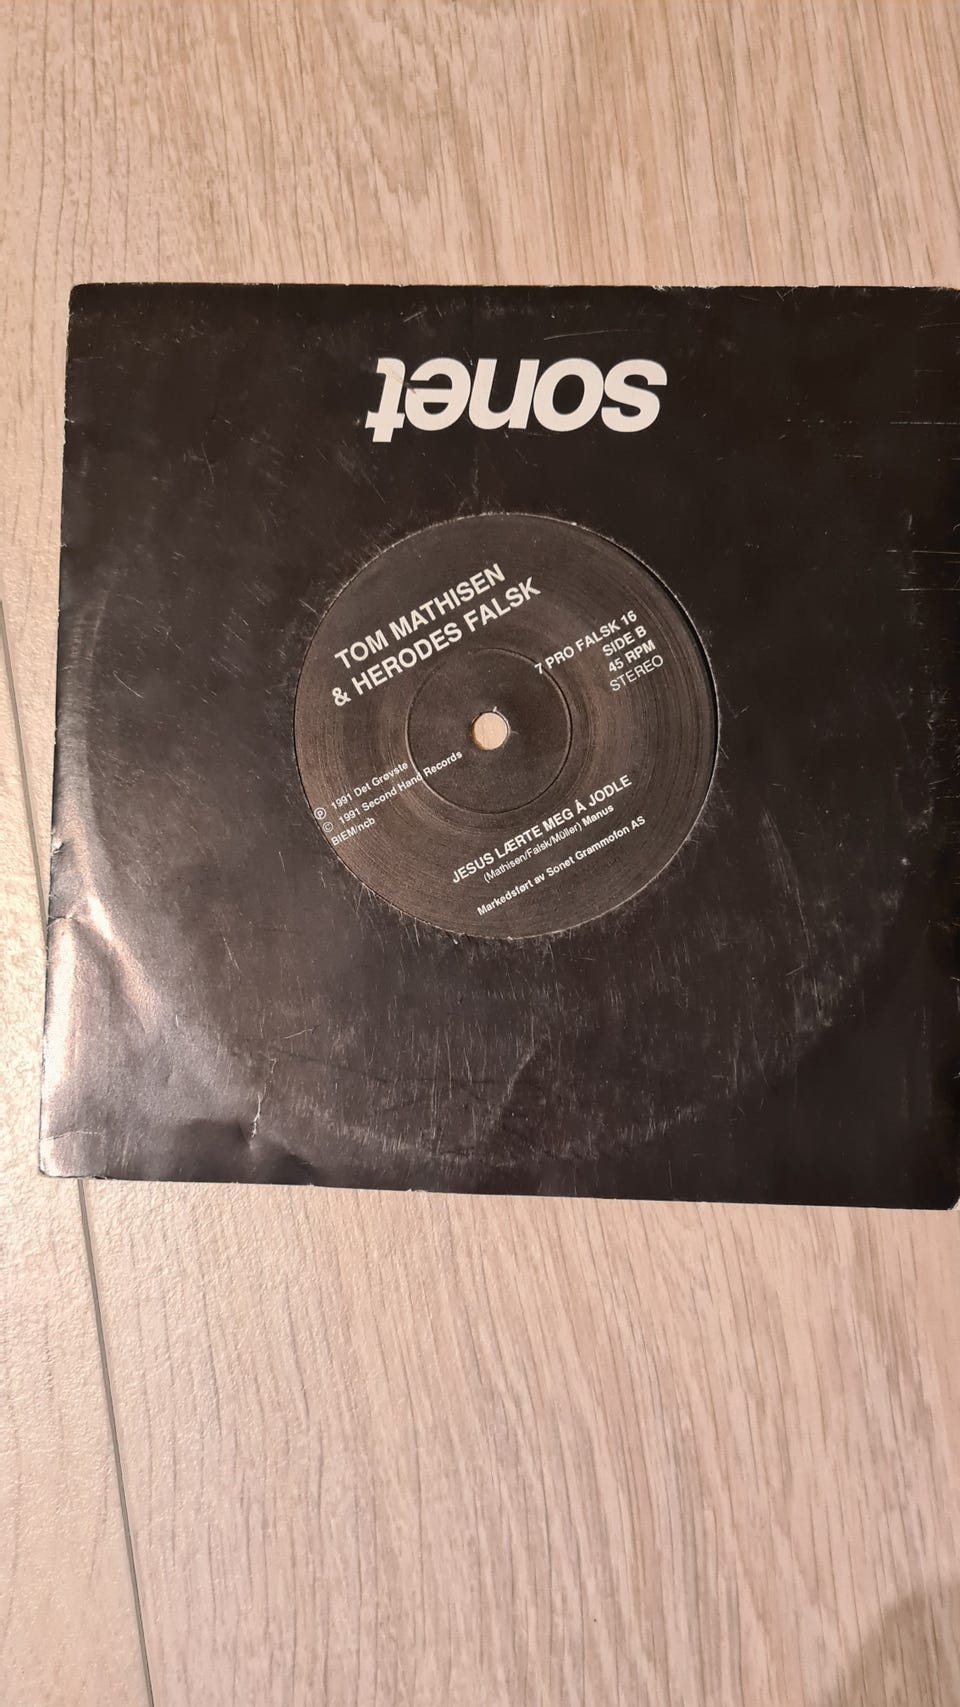 sonet
TOM MATHISEN
& HERODES FALSK
7 PRO FALSK 16
SIDE B
45 RPM
STEREO
℗ 1991 Det Grøvste
© 1991 Second Hand Records
BIEM/ncb
JESUS LÆRTE MEG Å JODLE
(Mathisen/Falsk/Müller) Manus
Markedsført av Sonet Grammofon AS